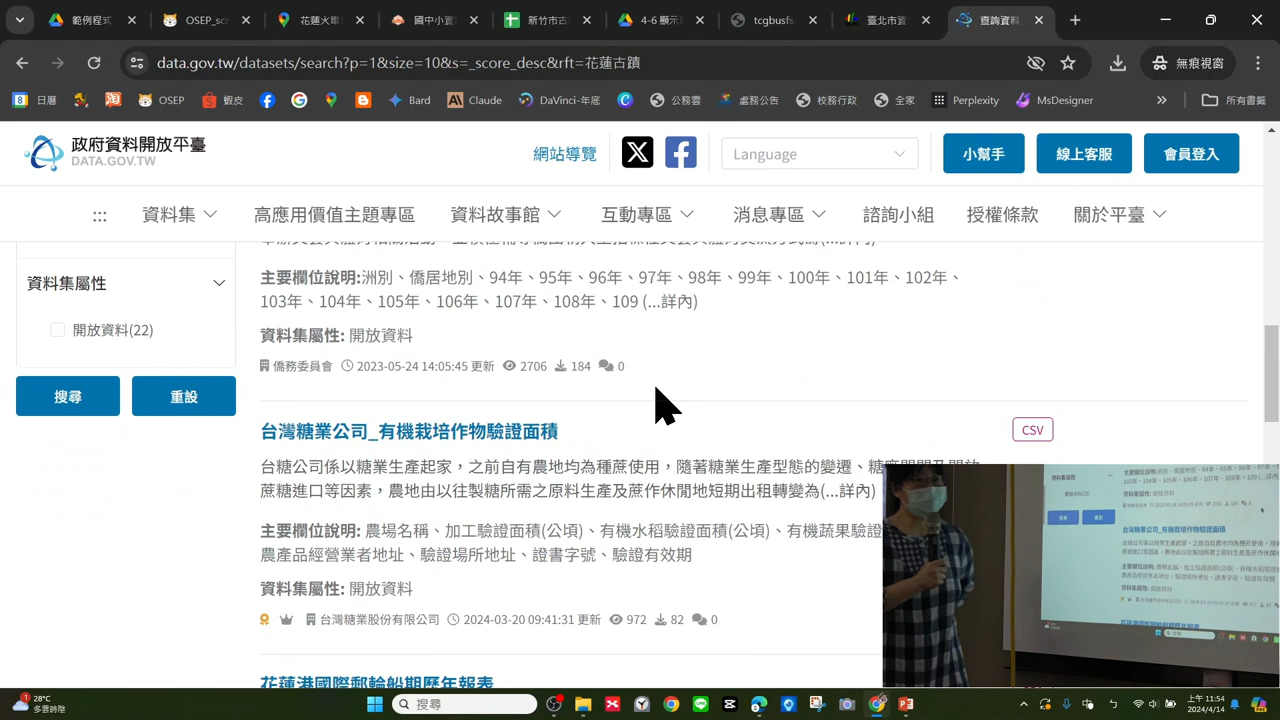 範例程式
OSEP_scr
花蓮火車
國中小資
新竹市古
4-6 顯示
tcgbusfs
臺北市資
查詢資料
data.gov.tw/datasets/search?p=1&size=10&s=_score_desc&rft=花蓮古蹟
無痕視窗
日曆
淘
OSEP
蝦皮
Bard
Claude
DaVinci-年底
公務雲
處務公告
校務行政
全家
Perplexity
MsDesigner
所有書籤
政府資料開放平臺
DATA.GOV.TW
網站導覽
Language
小幫手
線上客服
會員登入
資料集
高應用價值主題專區
資料故事館
互動專區
消息專區
諮詢小組
授權條款
關於平臺
資料集屬性
開放資料(22)
搜尋
重設
主要欄位說明:洲別、僑居地別、94年、95年、96年、97年、98年、99年、100年、101年、102年、
103年、104年、105年、106年、107年、108年、109 (...詳內)
資料集屬性: 開放資料
僑務委員會 2023-05-24 14:05:45 更新 2706 184 0
台灣糖業公司_有機栽培作物驗證面積
CSV
台糖公司係以糖業生產起家，之前自有農地均為種蔗使用，隨著糖業生產型態的變遷、糖
蔗糖進口等因素，農地由以往製糖所需之原料生產及蔗作休閒地短期出租轉變為(...詳內)
主要欄位說明: 農場名稱、加工驗證面積(公頃)、有機水稻驗證面積(公頃)、有機蔬果驗證
農產品經營業者地址、驗證場所地址、證書字號、驗證有效期
資料集屬性: 開放資料
台灣糖業股份有限公司 2024-03-20 09:41:31 更新 972 82 0
花蓮港國際郵輪船期歷年報表
28°C
多雲時陰
搜尋
上午 11:54
2024/4/14